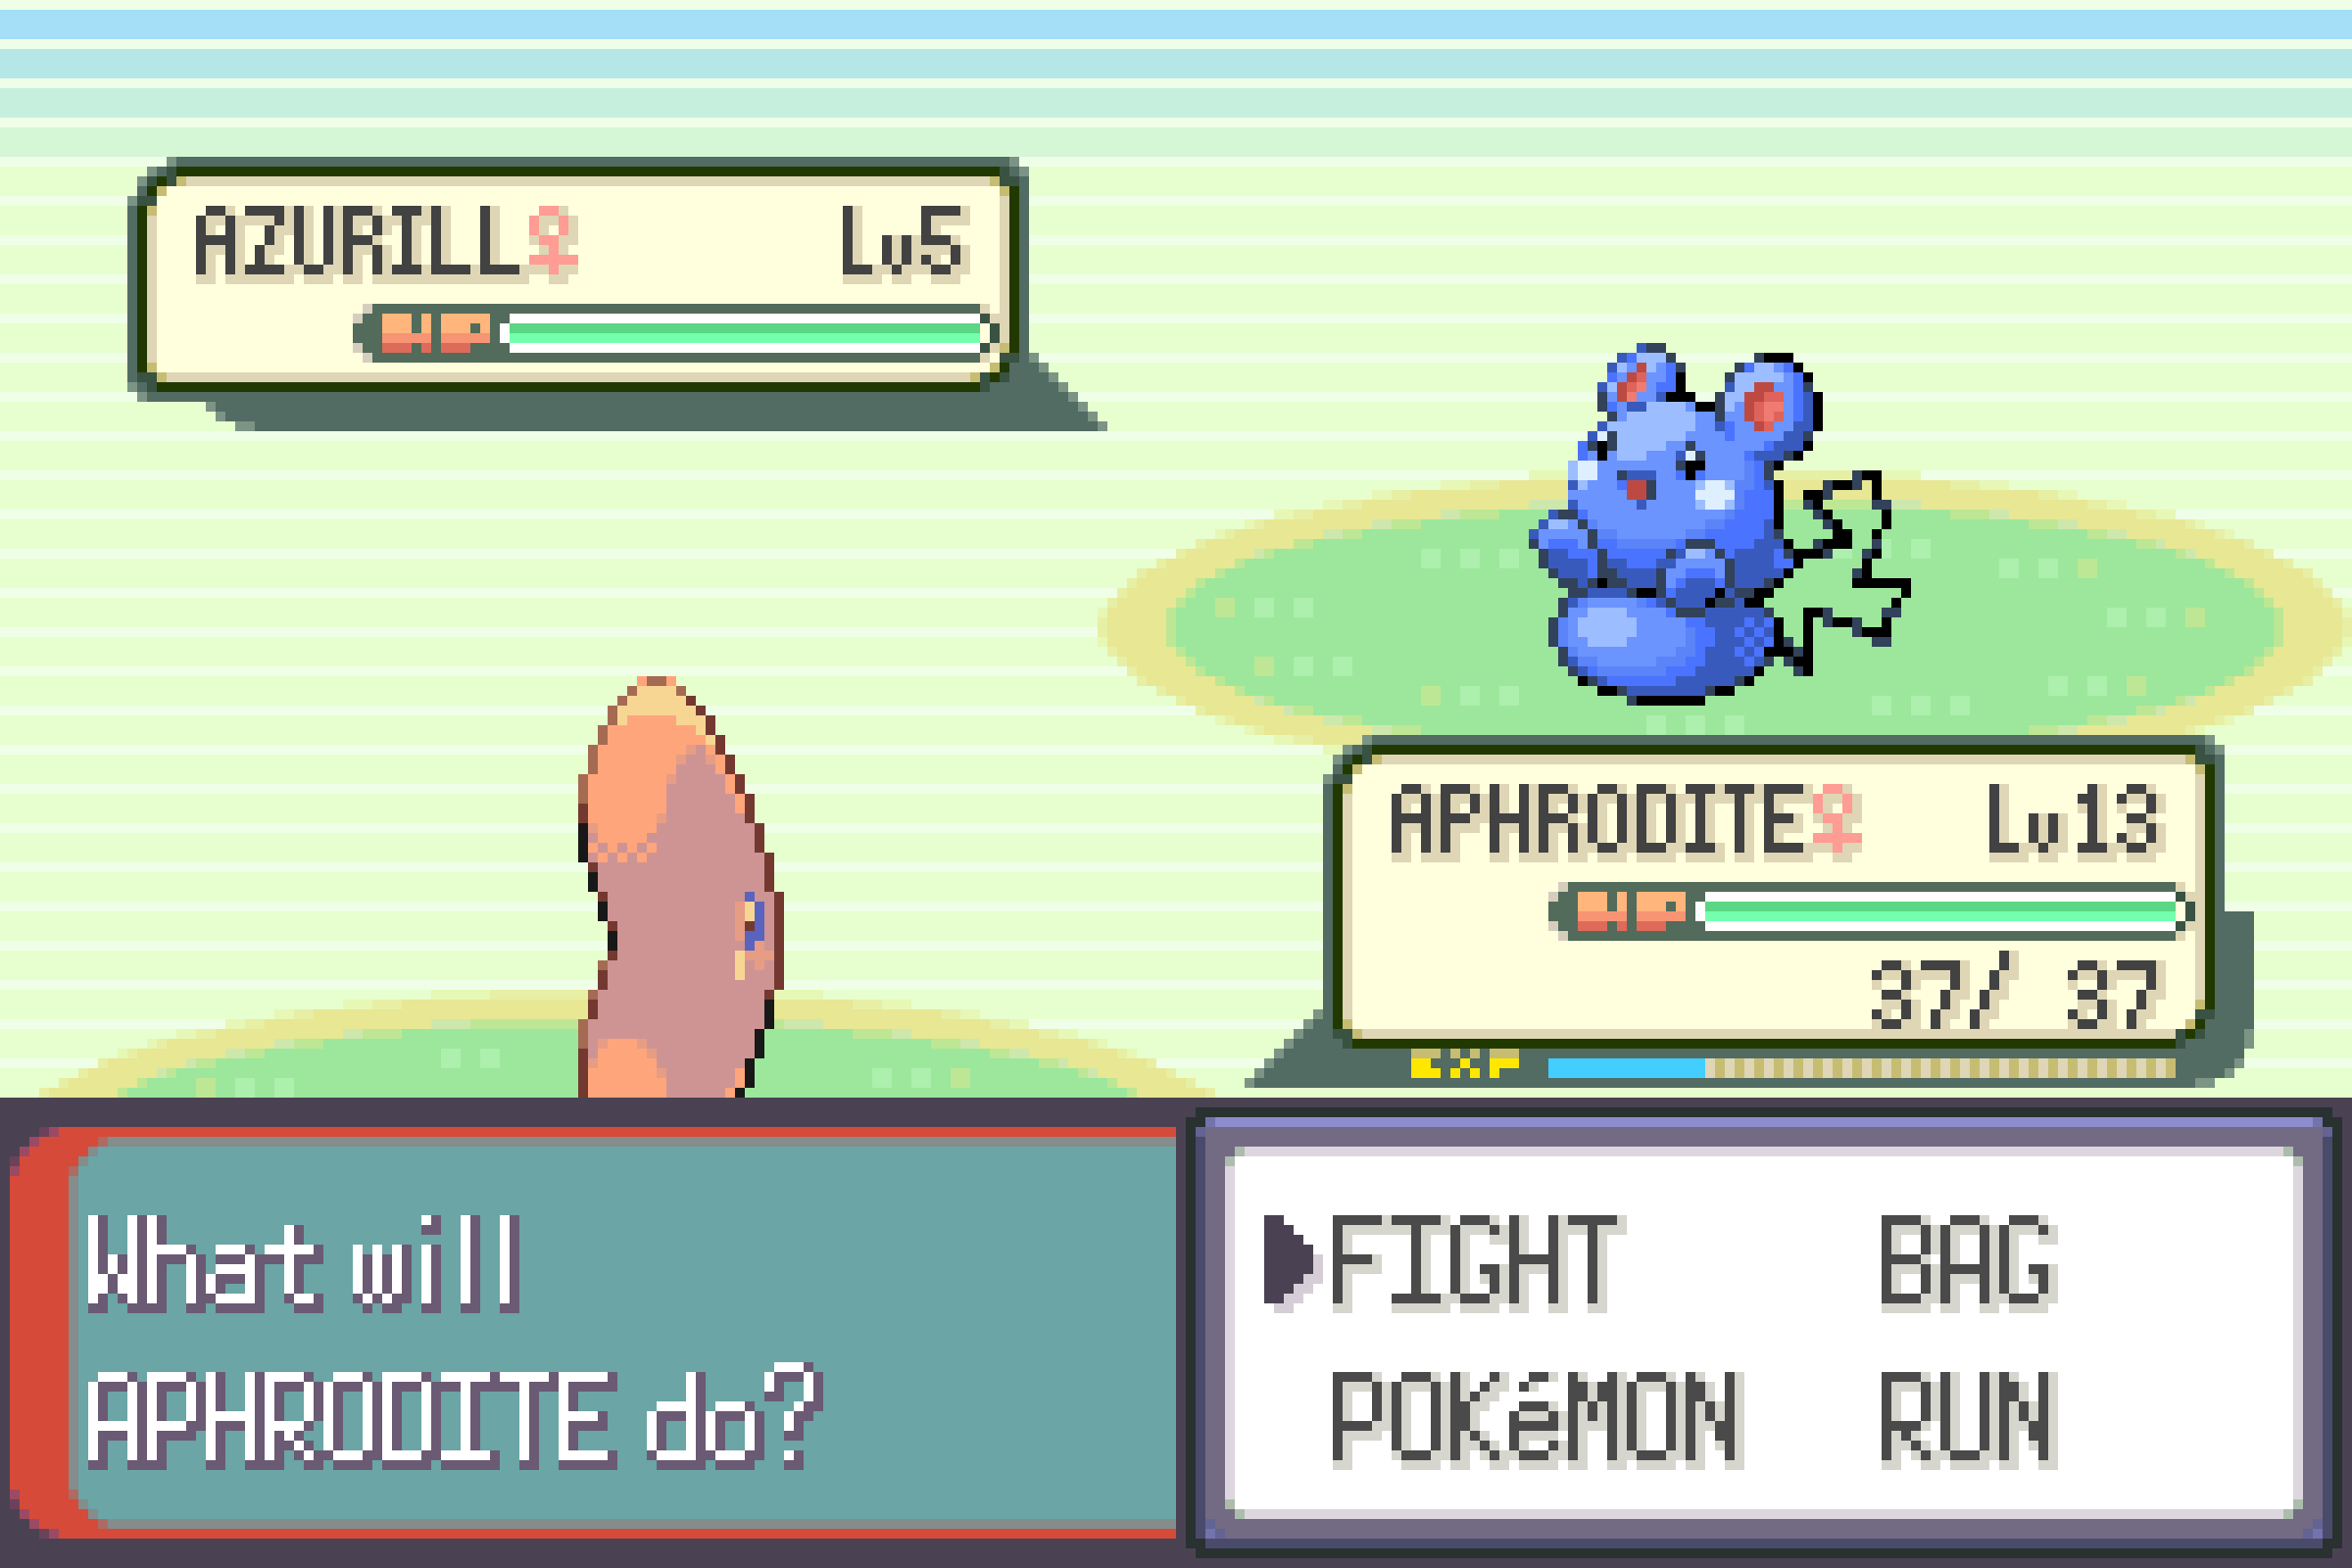 AZURILL♀ Lv5
HP
APHRODITE♀ Lv13
HP
37/ 37
EXP
What will
APHRODITE do?
▶FIGHT BAG
POKéMON RUN